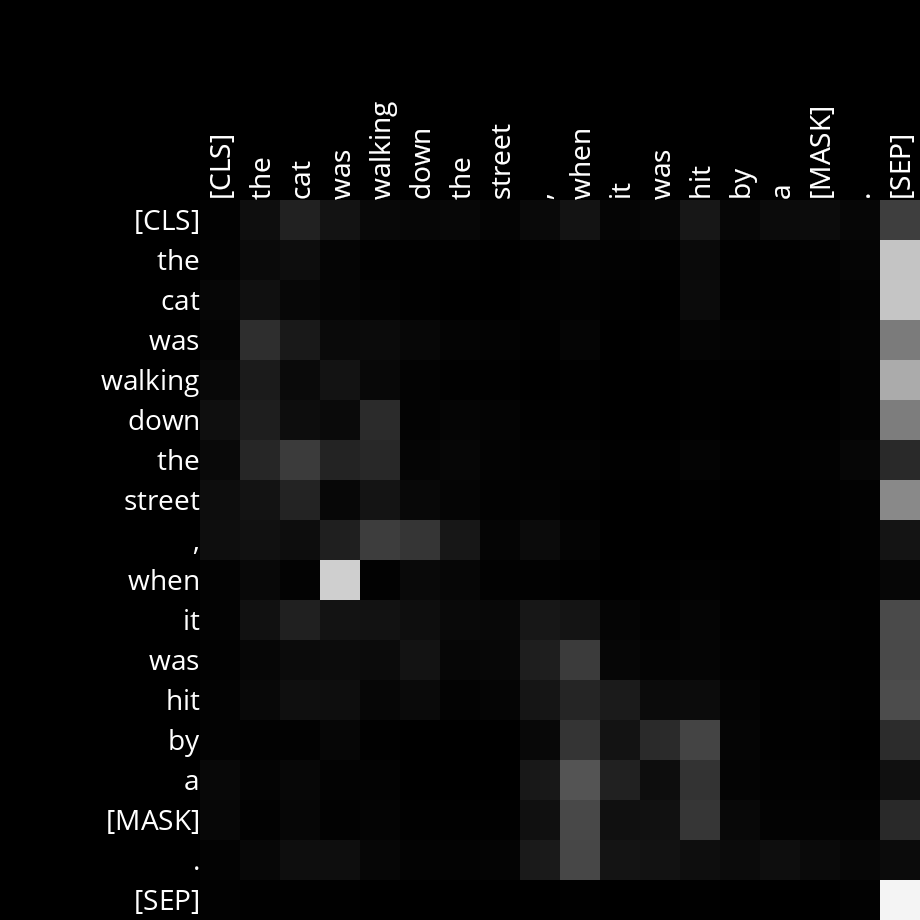 [CLS] the cat was walking down the street , when it was hit by a [MASK] . [SEP]
[CLS]
the
cat
was
walking
down
the
street
,
when
it
was
hit
by
a
[MASK]
.
[SEP]